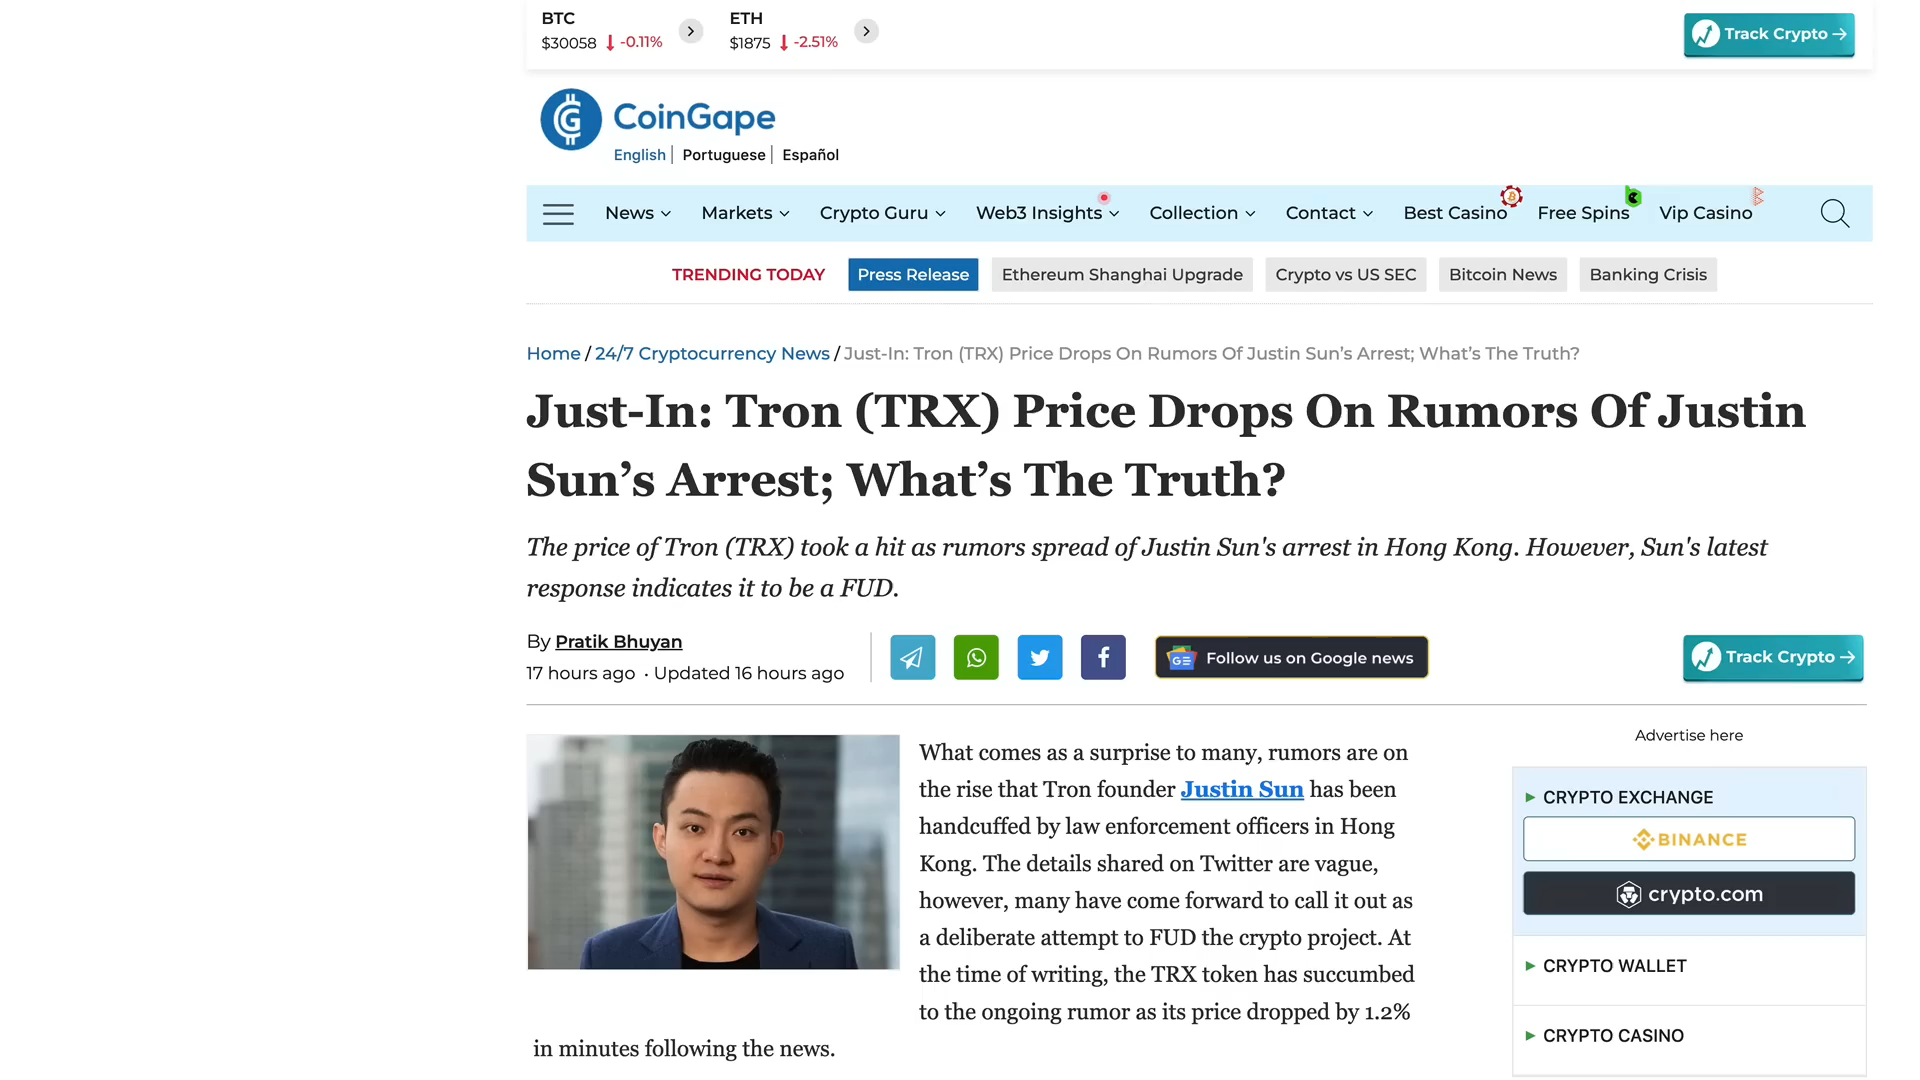 BTC
$30058 -0.11%
ETH
$1875 -2.51%
Track Crypto
CoinGape
English Portuguese Español
News Markets Crypto Guru Web3 Insights Collection Contact Best Casino Free Spins Vip Casino
TRENDING TODAY Press Release Ethereum Shanghai Upgrade Crypto vs US SEC Bitcoin News Banking Crisis
Home / 24/7 Cryptocurrency News / Just-In: Tron (TRX) Price Drops On Rumors Of Justin Sun’s Arrest; What’s The Truth?
Just-In: Tron (TRX) Price Drops On Rumors Of Justin
Sun’s Arrest; What’s The Truth?
The price of Tron (TRX) took a hit as rumors spread of Justin Sun's arrest in Hong Kong. However, Sun's latest
response indicates it to be a FUD.
By Pratik Bhuyan
17 hours ago · Updated 16 hours ago
GE Follow us on Google news
Track Crypto
What comes as a surprise to many, rumors are on
the rise that Tron founder Justin Sun has been
handcuffed by law enforcement officers in Hong
Kong. The details shared on Twitter are vague,
however, many have come forward to call it out as
a deliberate attempt to FUD the crypto project. At
the time of writing, the TRX token has succumbed
to the ongoing rumor as its price dropped by 1.2%
in minutes following the news.
Advertise here
CRYPTO EXCHANGE
BINANCE
crypto.com
CRYPTO WALLET
CRYPTO CASINO